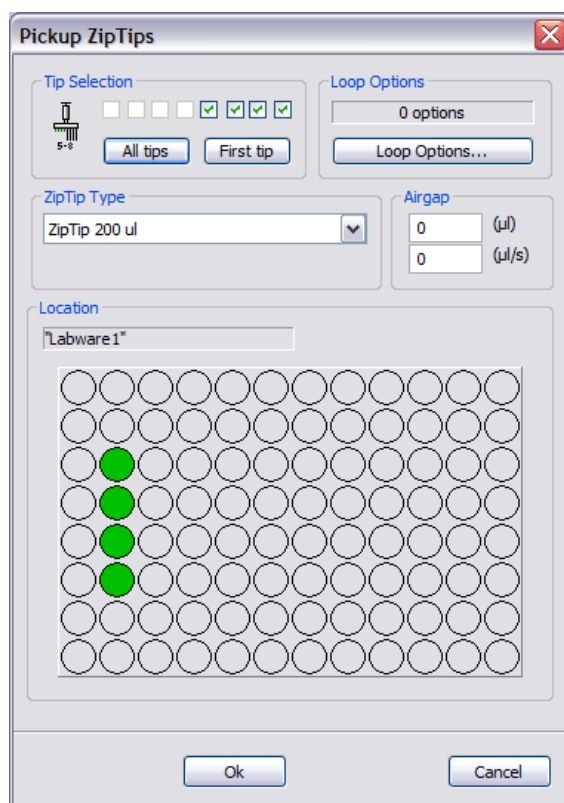 Pickup ZipTips
Tip Selection
5-8
All tips
First tip
Loop Options
0 options
Loop Options...
ZipTip Type
ZipTip 200 ul
Airgap
0 (µl)
0 (µl/s)
Location
"Labware1"
Ok
Cancel